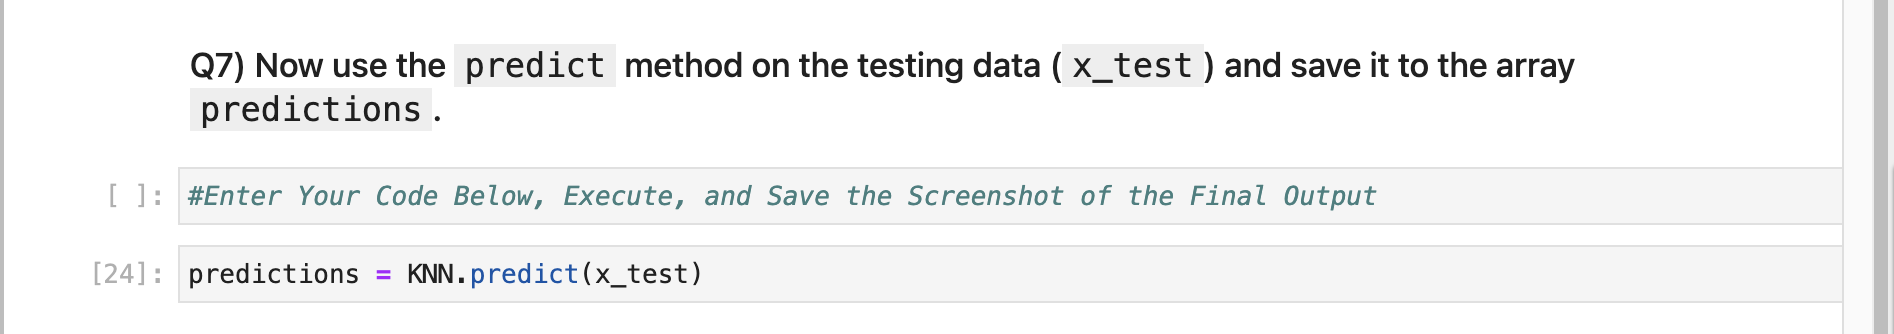 Q7) Now use the predict method on the testing data (x_test) and save it to the array
predictions.
[ ]: #Enter Your Code Below, Execute, and Save the Screenshot of the Final Output
[24]: predictions = KNN.predict(x_test)